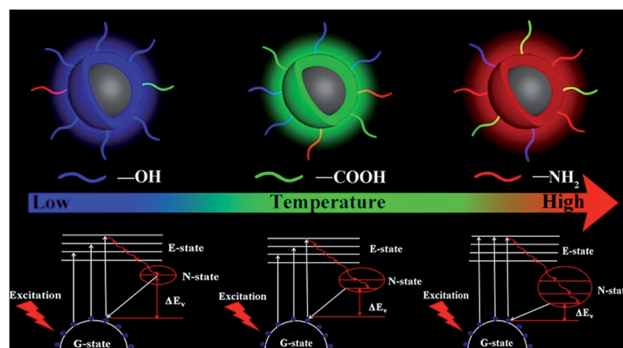 —OH
—COOH
—NH₂
Low
Temperature
High
E-state
N-state
Excitation
ΔEᵥ
G-state
E-state
N-state
Excitation
ΔEᵥ
G-state
E-state
N-state
Excitation
ΔEᵥ
G-state